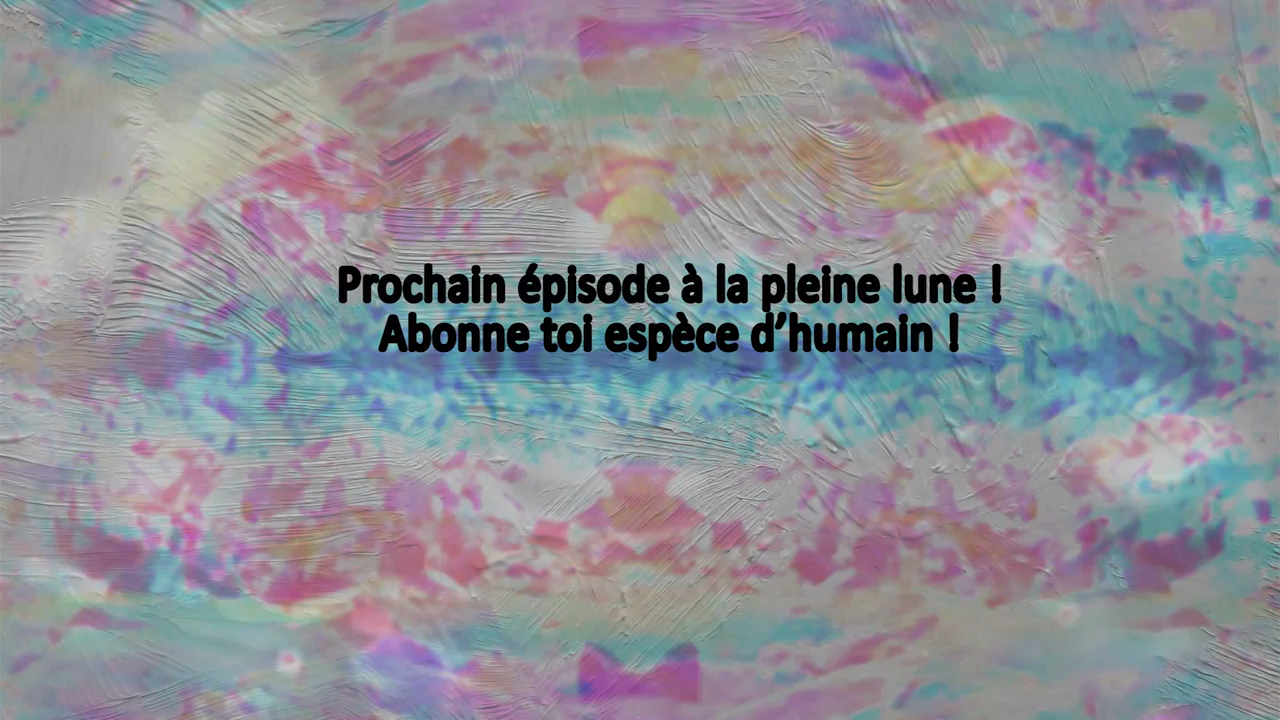 Prochain épisode à la pleine lune !
Abonne toi espèce d’humain !